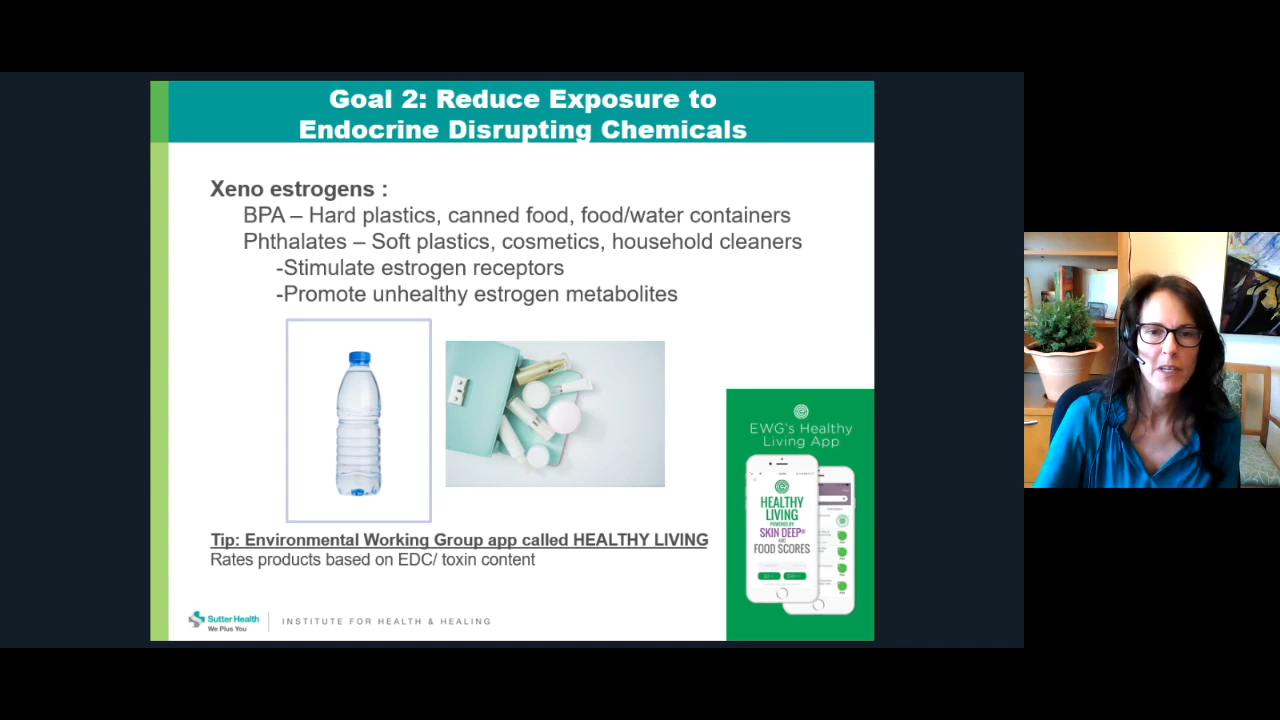 Goal 2: Reduce Exposure to
Endocrine Disrupting Chemicals
Xeno estrogens :
BPA – Hard plastics, canned food, food/water containers
Phthalates – Soft plastics, cosmetics, household cleaners
-Stimulate estrogen receptors
-Promote unhealthy estrogen metabolites
EWG's Healthy
Living App
HEALTHY
LIVING
POWERED BY
SKIN DEEP®
AND
FOOD SCORES
Tip: Environmental Working Group app called HEALTHY LIVING
Rates products based on EDC/ toxin content
Sutter Health
We Plus You
INSTITUTE FOR HEALTH & HEALING